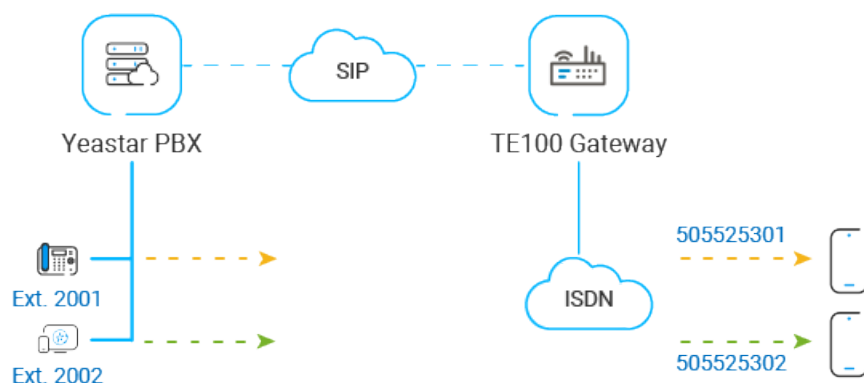 SIP
Yeastar PBX
TE100 Gateway
505525301
Ext. 2001
ISDN
505525302
Ext. 2002